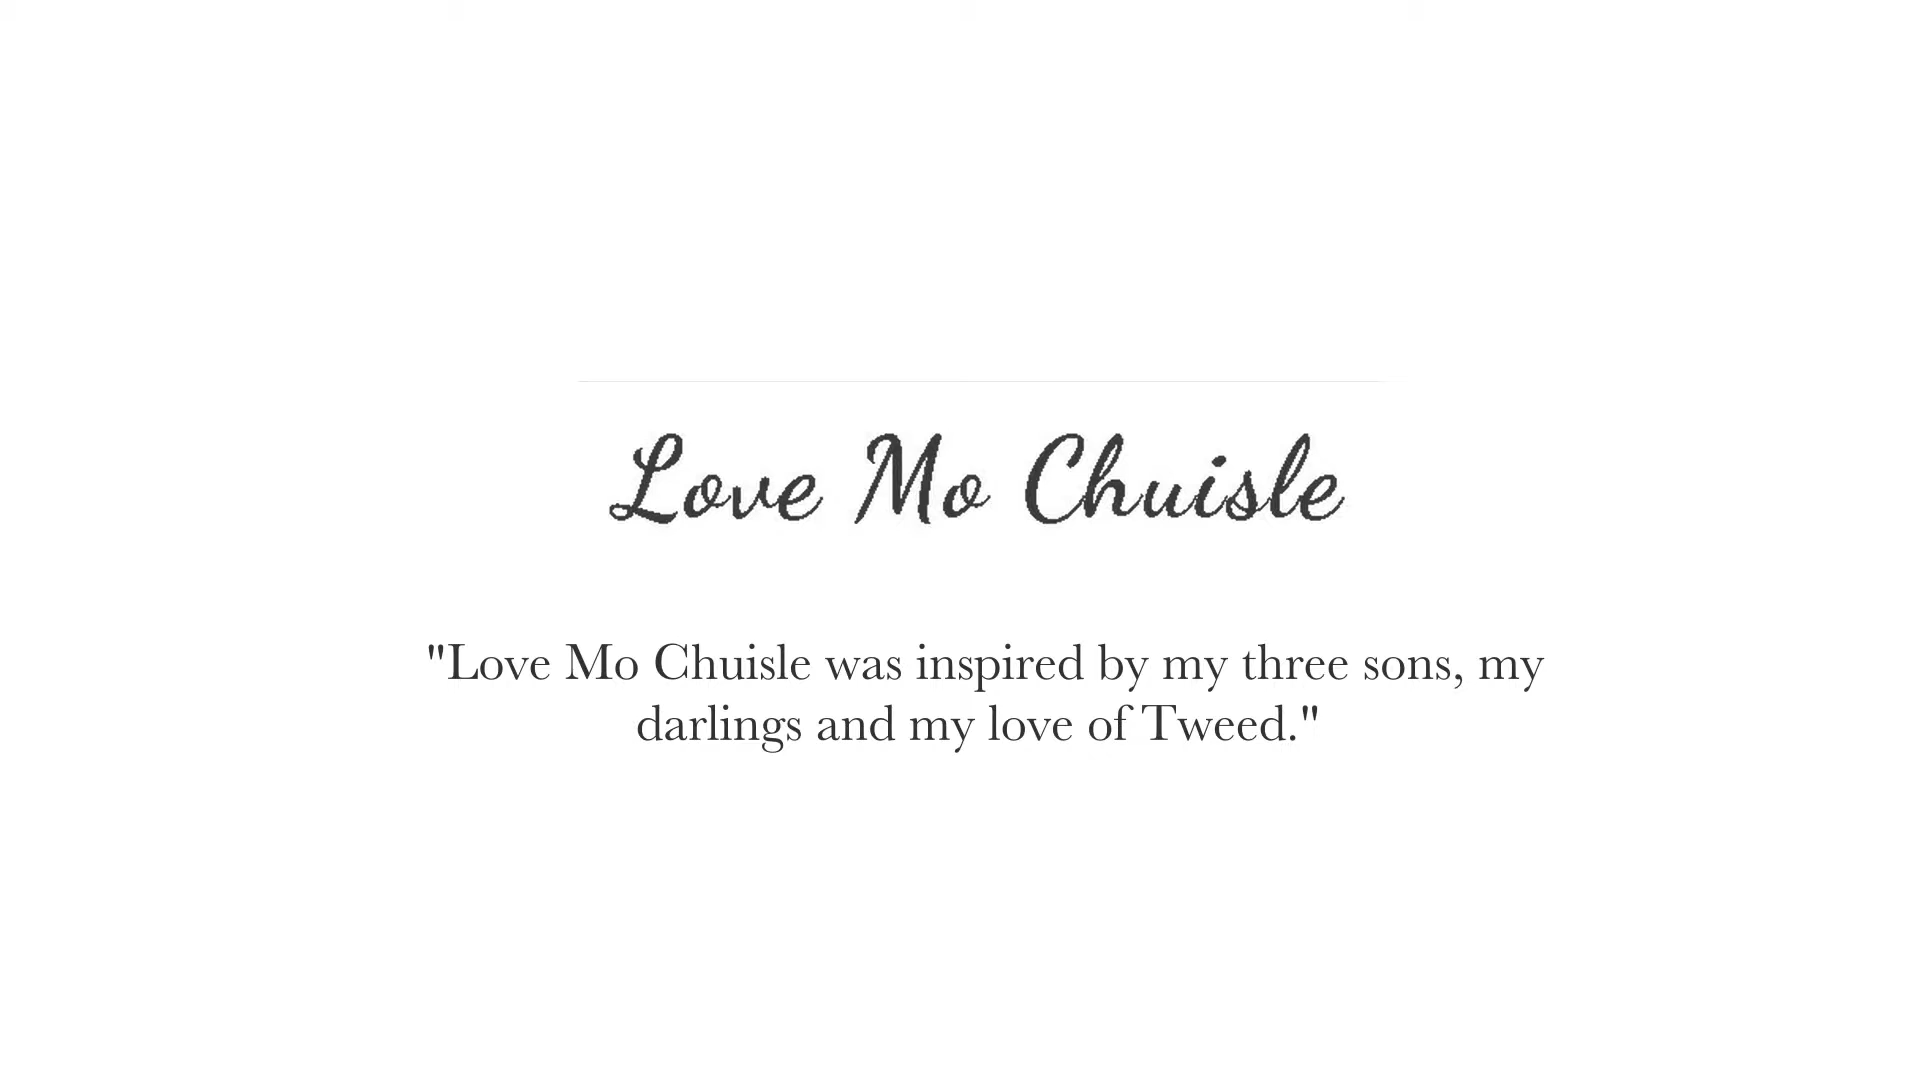 Love Mo Chuisle
"Love Mo Chuisle was inspired by my three sons, my
darlings and my love of Tweed."